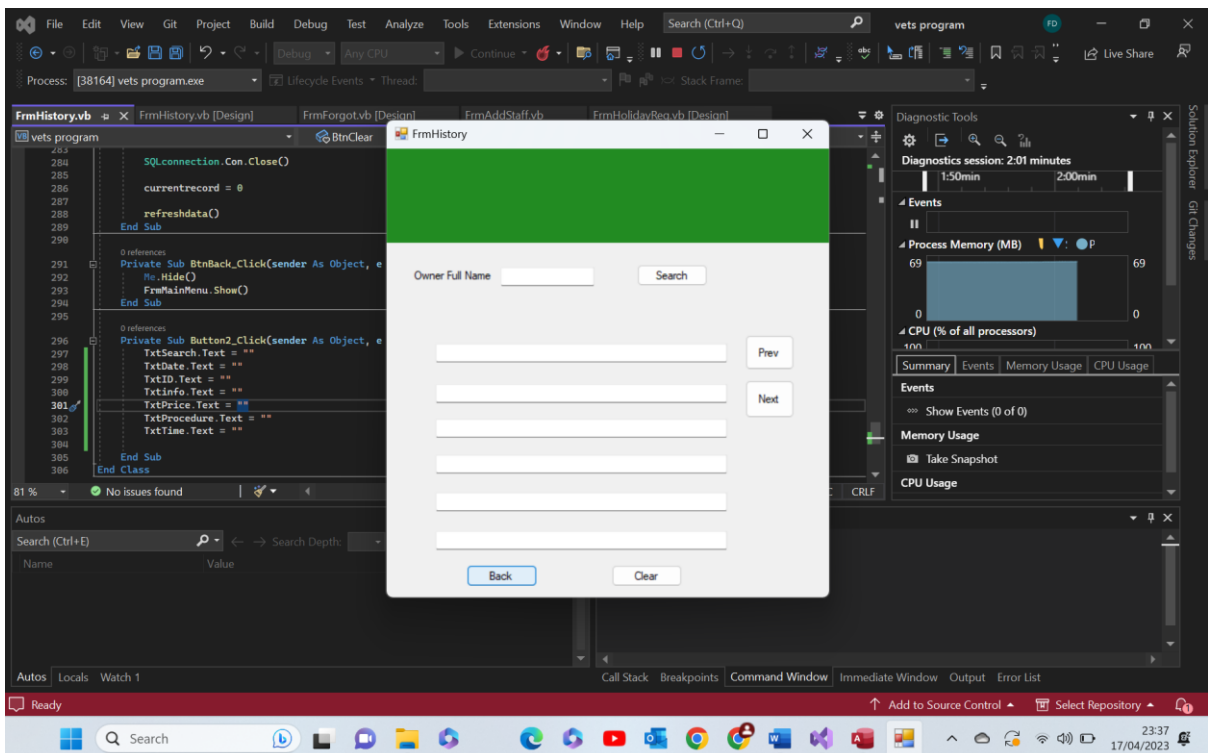 File Edit View Git Project Build Debug Test Analyze Tools Extensions Window Help Search (Ctrl+Q) vets program FD
Debug Any CPU Continue Live Share
Process: [38164] vets program.exe Lifecycle Events Thread: Stack Frame:
FrmHistory.vb FrmHistory.vb [Design] FrmForgot.vb [Design] FrmAddStaff.vb FrmHolidayReq.vb [Design]
vets program BtnClear
283
284 SQLconnection.Con.Close()
285
286 currentrecord = 0
287
288 refreshdata()
289 End Sub
290
0 references
291 Private Sub BtnBack_Click(sender As Object, e
292 Me.Hide()
293 FrmMainMenu.Show()
294 End Sub
295
0 references
296 Private Sub Button2_Click(sender As Object, e
297 TxtSearch.Text = ""
298 TxtDate.Text = ""
299 TxtID.Text = ""
300 Txtinfo.Text = ""
301 TxtPrice.Text = ""
302 TxtProcedure.Text = ""
303 TxtTime.Text = ""
304
305 End Sub
306 End Class
81 % No issues found CRLF
FrmHistory
Owner Full Name Search
Prev
Next
Back Clear
Diagnostic Tools
Diagnostics session: 2:01 minutes
1:50min 2:00min
Events
Process Memory (MB) P
69 69
0 0
CPU (% of all processors)
100 100
Summary Events Memory Usage CPU Usage
Events
Show Events (0 of 0)
Memory Usage
Take Snapshot
CPU Usage
Solution Explorer
Git Changes
Autos
Search (Ctrl+E) Search Depth:
Name Value
Autos Locals Watch 1
Call Stack Breakpoints Command Window Immediate Window Output Error List
Ready Add to Source Control Select Repository
Search 23:37
17/04/2023